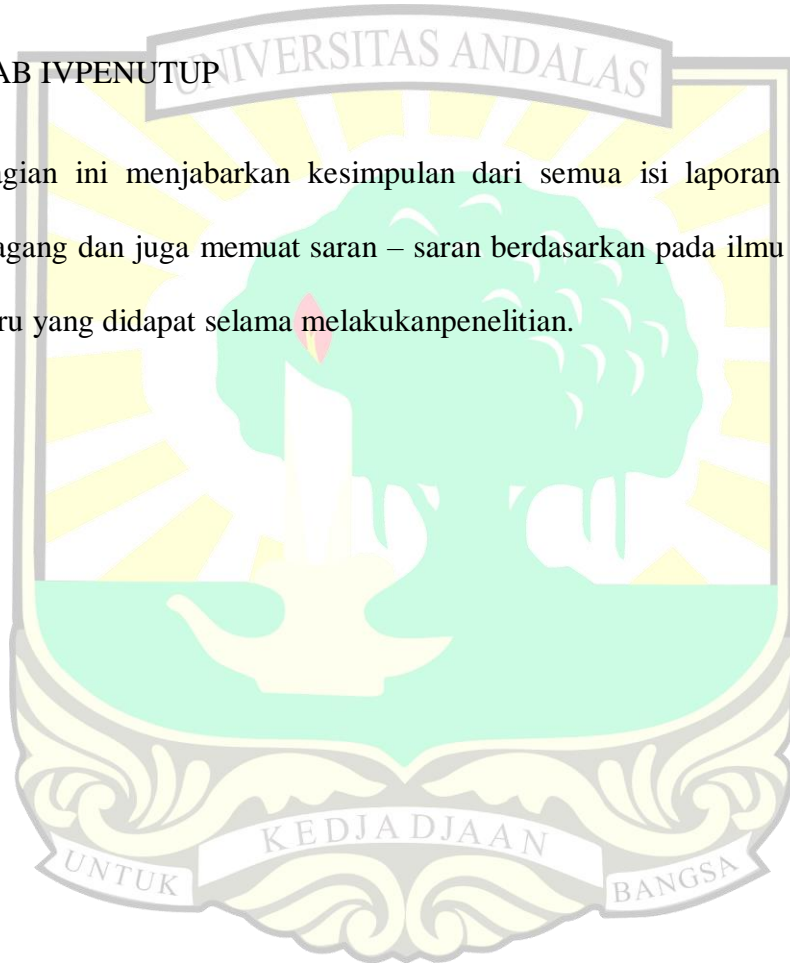 UNIVERSITAS ANDALAS
AB IVPENUTUP
agian ini menjabarkan kesimpulan dari semua isi laporan
agang dan juga memuat saran – saran berdasarkan pada ilmu
ru yang didapat selama melakukanpenelitian.
UNTUK KEDJADJAAN BANGSA